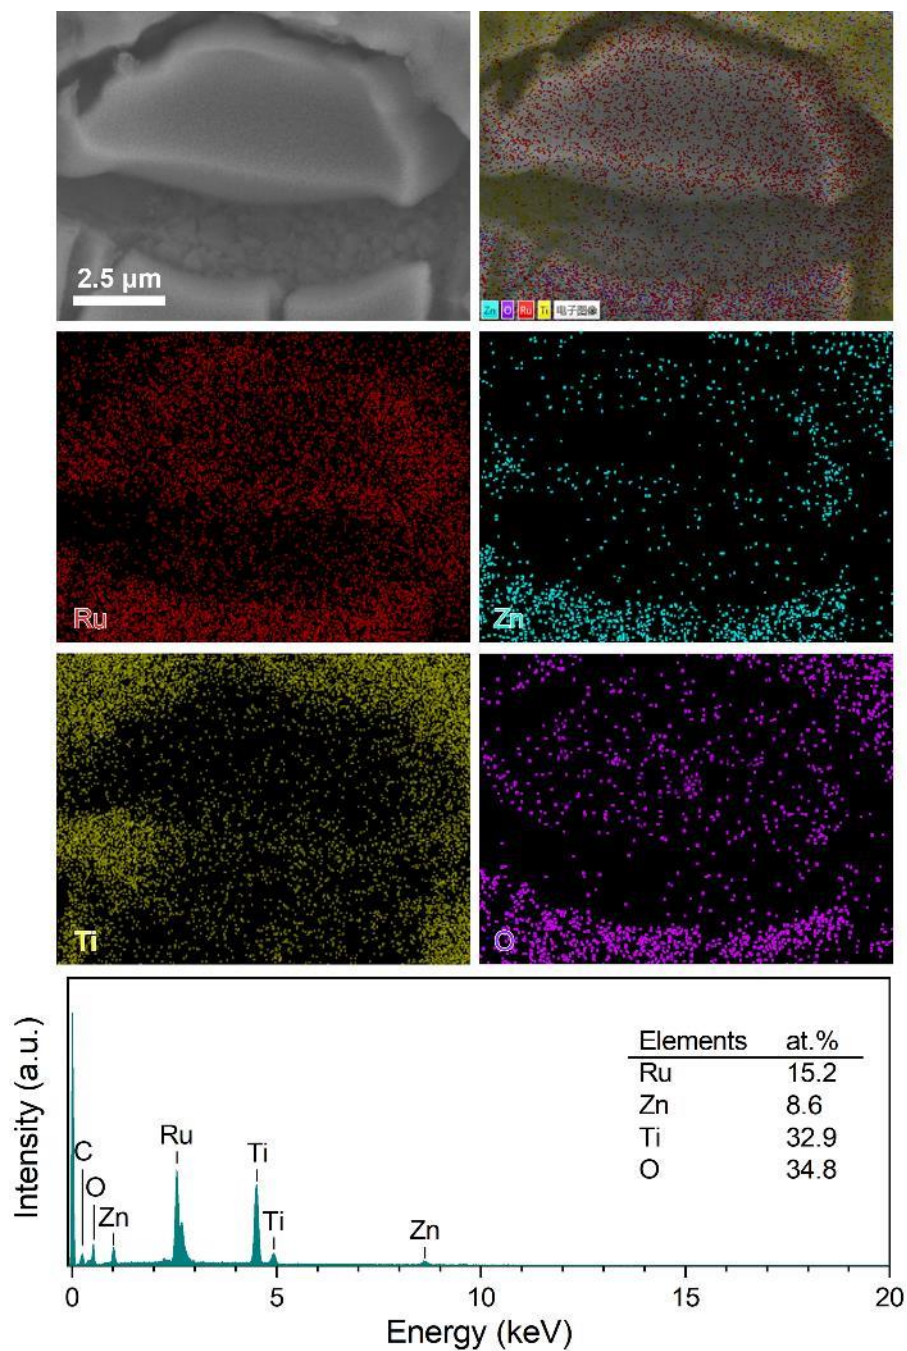 2.5 μm
Zn O Ru Ti 电子图像
Ru
Zn
Ti
O
Intensity (a.u.)
C
O
Zn
Ru
Ti
Ti
Zn
Elements at.%
Ru 15.2
Zn 8.6
Ti 32.9
O 34.8
0 5 10 15 20
Energy (keV)